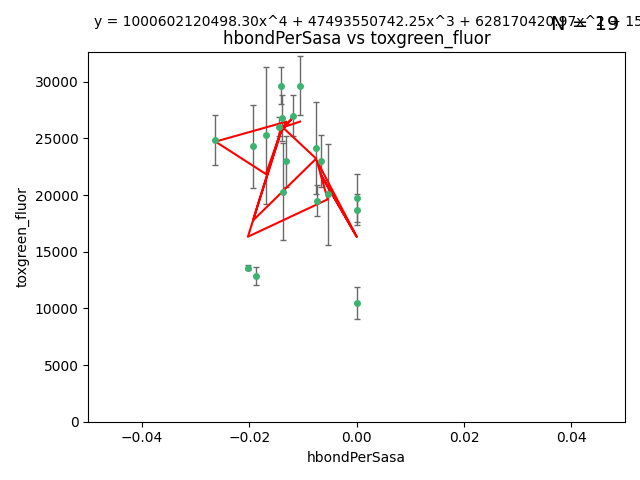 y = 1000602120498.30x^4 + 47493550742.25x^3 +
N = 19
hbondPerSasa vs toxgreen_fluor
30000
25000
20000
15000
10000
5000
0
toxgreen_fluor
−0.04
−0.02
0.00
0.02
0.04
hbondPerSasa